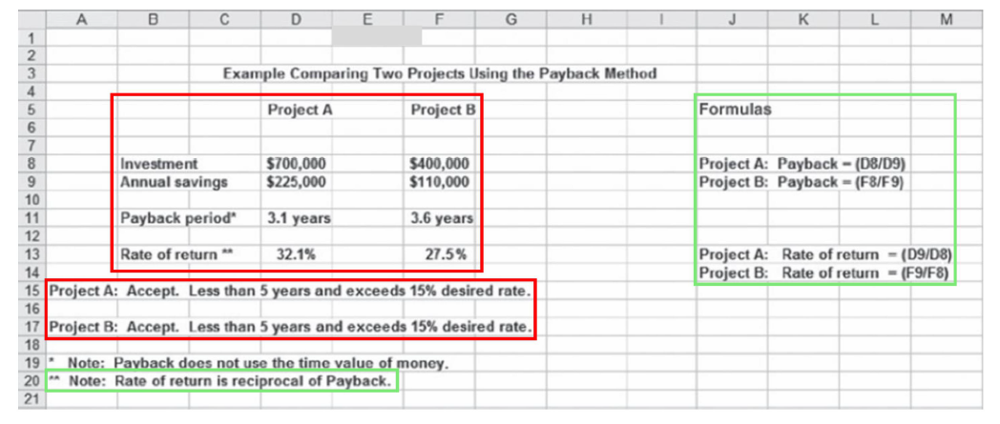 A B C D E F G H I J K L M
1
2
3 Example Comparing Two Projects Using the Payback Method
4
5 Project A Project B Formulas
6
7
8 Investment $700,000 $400,000 Project A: Payback = (D8/D9)
9 Annual savings $225,000 $110,000 Project B: Payback = (F8/F9)
10
11 Payback period* 3.1 years 3.6 years
12
13 Rate of return ** 32.1% 27.5% Project A: Rate of return = (D9/D8)
14 Project B: Rate of return = (F9/F8)
15 Project A: Accept. Less than 5 years and exceeds 15% desired rate.
16
17 Project B: Accept. Less than 5 years and exceeds 15% desired rate.
18
19 * Note: Payback does not use the time value of money.
20 ** Note: Rate of return is reciprocal of Payback.
21